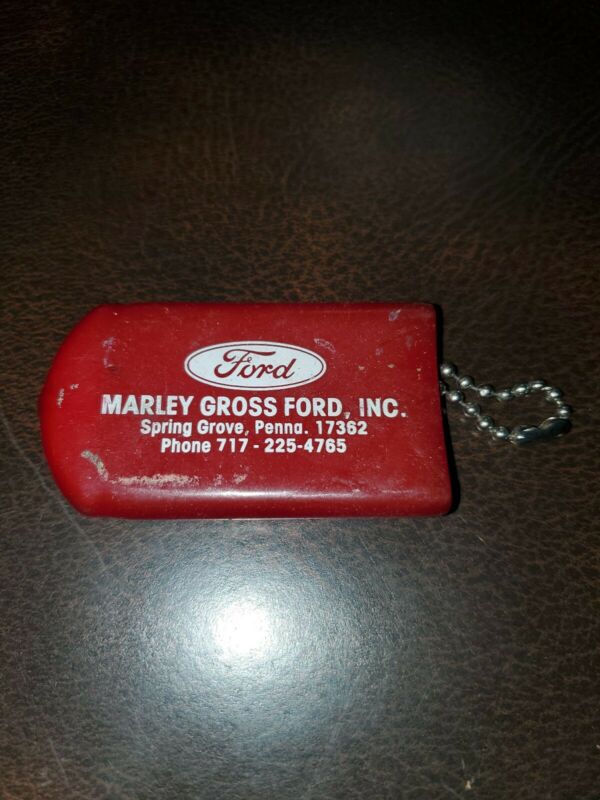 Ford
MARLEY GROSS FORD, INC.
Spring Grove, Penna. 17362
Phone 717 - 225-4765